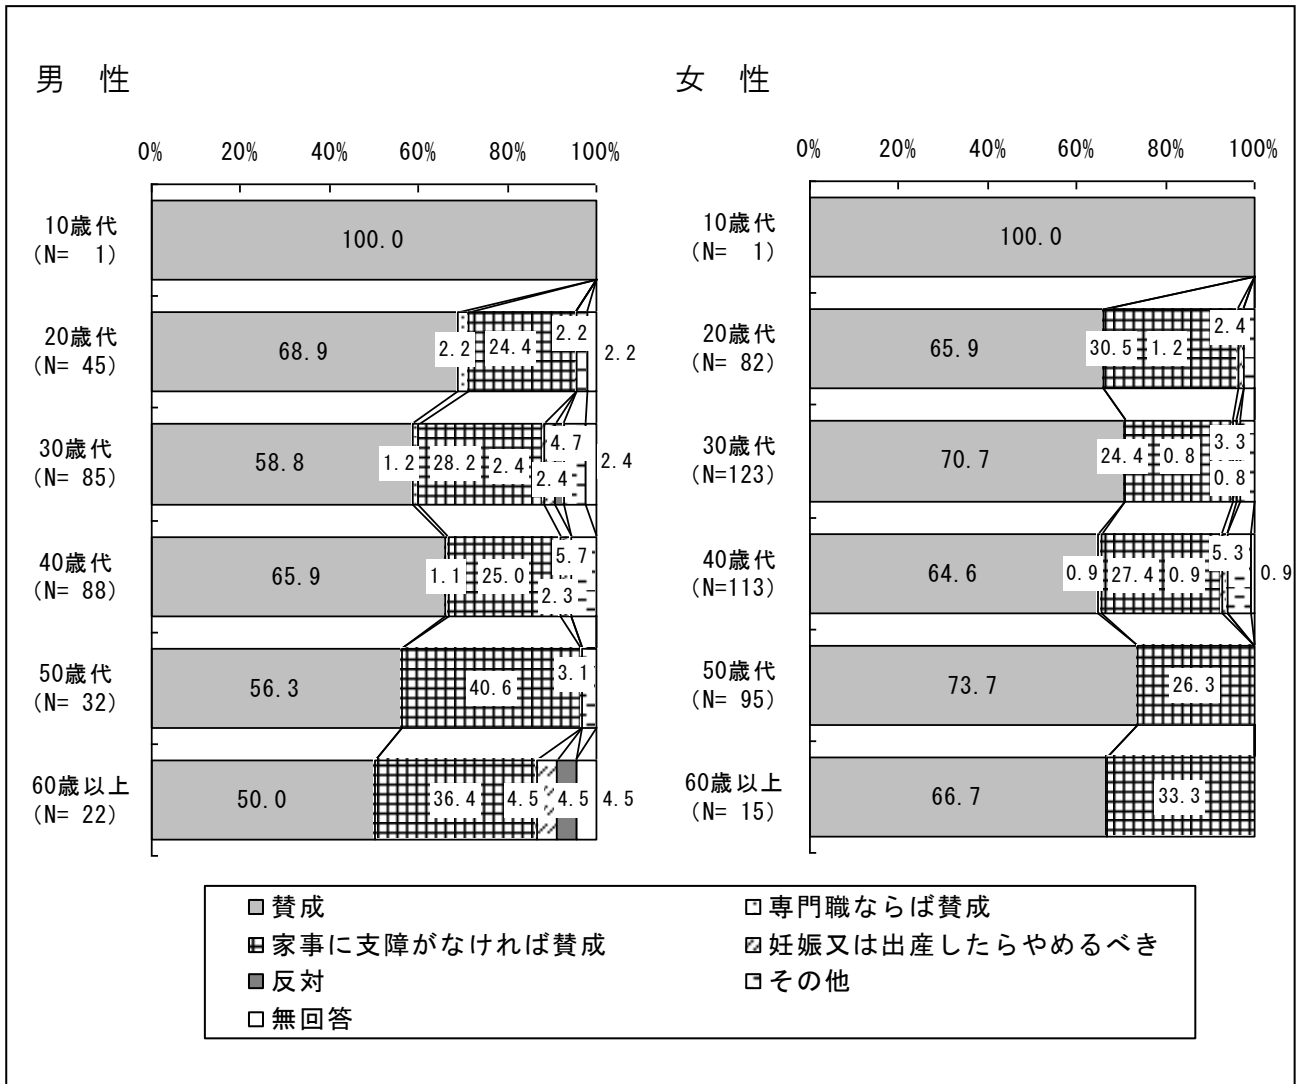 男 性
0% 20% 40% 60% 80% 100%
10歳代
(N= 1)
100.0
20歳代
(N= 45)
68.9 2.2 24.4 2.2 2.2
30歳代
(N= 85)
58.8 1.2 28.2 2.4 2.4 4.7 2.4
40歳代
(N= 88)
65.9 1.1 25.0 2.3 5.7
50歳代
(N= 32)
56.3 40.6 3.1
60歳以上
(N= 22)
50.0 36.4 4.5 4.5 4.5
女 性
0% 20% 40% 60% 80% 100%
10歳代
(N= 1)
100.0
20歳代
(N= 82)
65.9 30.5 1.2 2.4
30歳代
(N=123)
70.7 24.4 0.8 0.8 3.3
40歳代
(N=113)
64.6 0.9 27.4 0.9 5.3 0.9
50歳代
(N= 95)
73.7 26.3
60歳以上
(N= 15)
66.7 33.3
賛成
専門職ならば賛成
家事に支障がなければ賛成
妊娠又は出産したらやめるべき
反対
その他
無回答